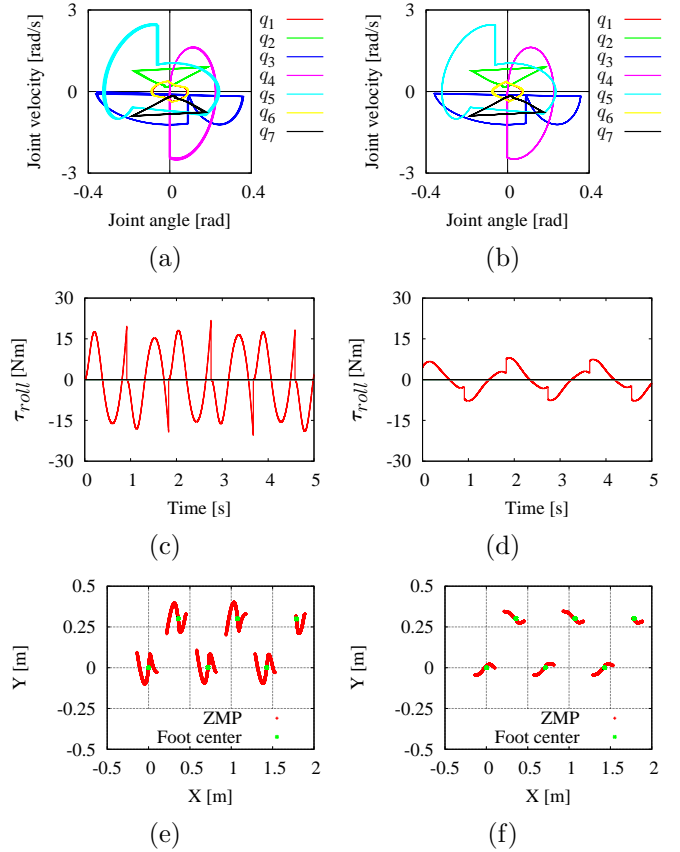 Joint velocity [rad/s]
3
0
-3
-0.4
0
0.4
Joint angle [rad]
q1
q2
q3
q4
q5
q6
q7
(a)
Joint velocity [rad/s]
3
0
-3
-0.4
0
0.4
Joint angle [rad]
q1
q2
q3
q4
q5
q6
q7
(b)
τroll [Nm]
30
15
0
-15
-30
0 1 2 3 4 5
Time [s]
(c)
τroll [Nm]
30
15
0
-15
-30
0 1 2 3 4 5
Time [s]
(d)
Y [m]
0.5
0.25
0
-0.25
-0.5
ZMP
Foot center
-0.5 0 0.5 1 1.5 2
X [m]
(e)
Y [m]
0.5
0.25
0
-0.25
-0.5
ZMP
Foot center
-0.5 0 0.5 1 1.5 2
X [m]
(f)